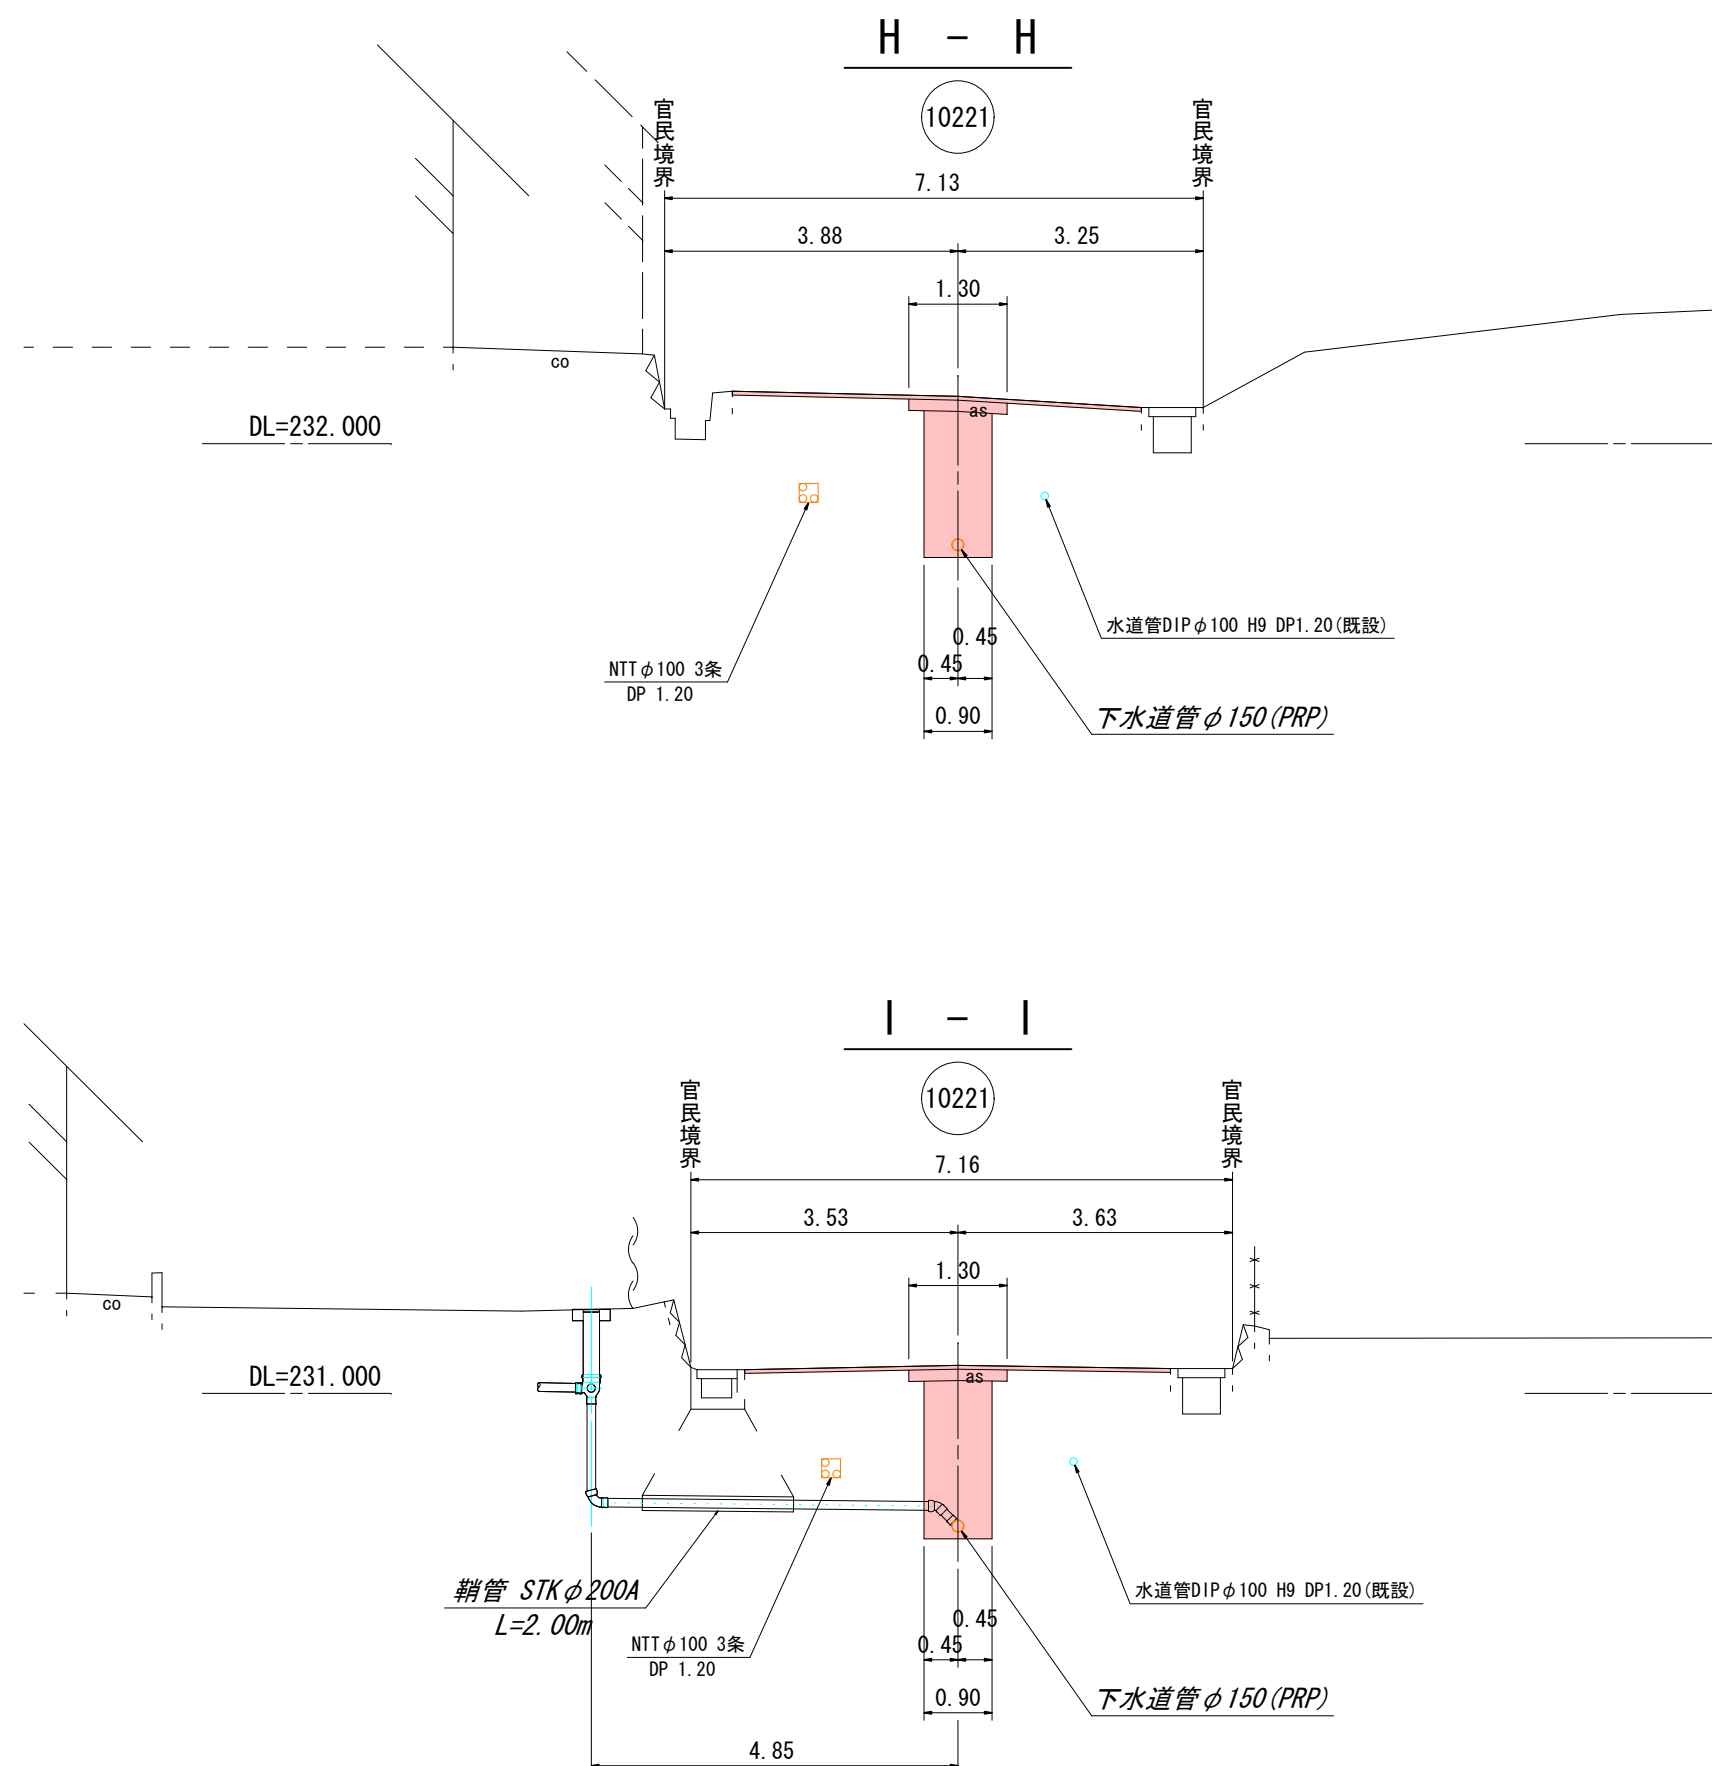 H - H
10221
官民境界
官民境界
7.13
3.88
3.25
1.30
co
as
DL=232.000
水道管DIPφ100 H9 DP1.20(既設)
0.45
0.45
NTTφ100 3条
DP 1.20
0.90
下水道管φ150(PRP)
I - I
10221
官民境界
官民境界
7.16
3.53
3.63
1.30
co
as
DL=231.000
鞘管 STKφ200A
L=2.00m
水道管DIPφ100 H9 DP1.20(既設)
0.45
0.45
NTTφ100 3条
DP 1.20
0.90
下水道管φ150(PRP)
4.85